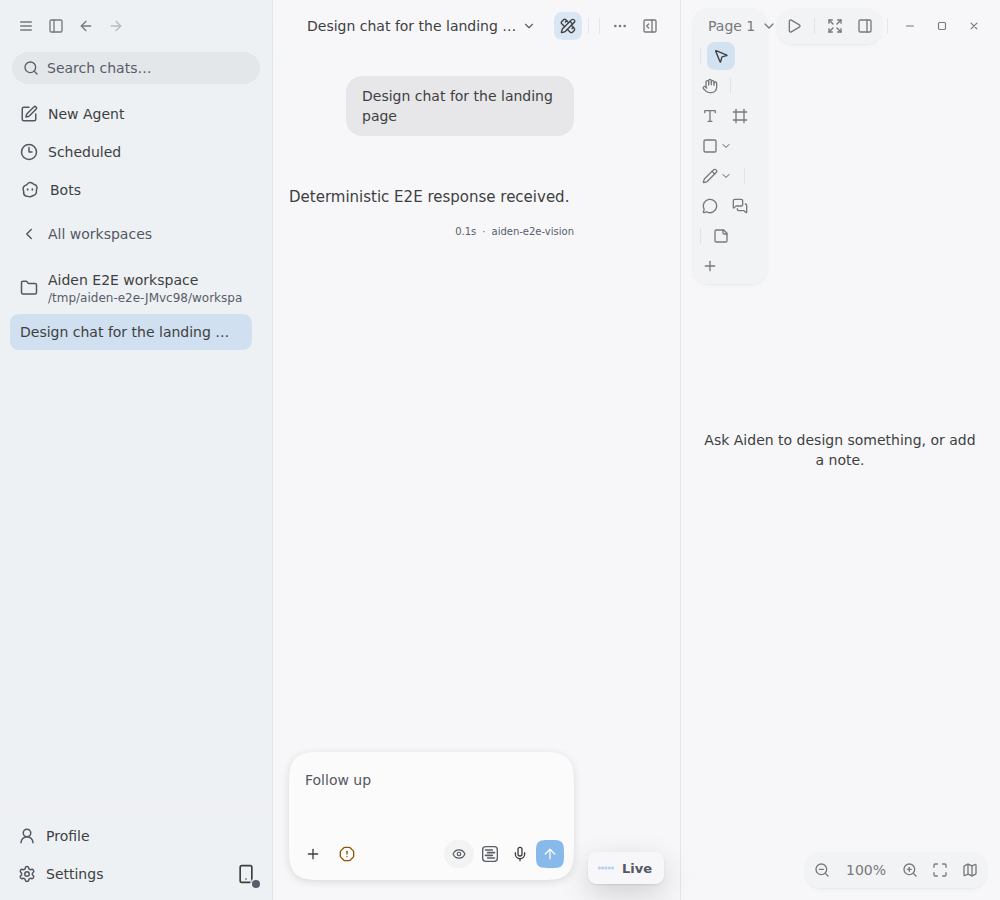 Search chats…
New Agent
Scheduled
Bots
All workspaces
Aiden E2E workspace
/tmp/aiden-e2e-JMvc98/workspa
Design chat for the landing …
Profile
Settings
Design chat for the landing …
Design chat for the landing
page
Deterministic E2E response received.
0.1s · aiden-e2e-vision
Follow up
Live
Page 1
Ask Aiden to design something, or add
a note.
100%